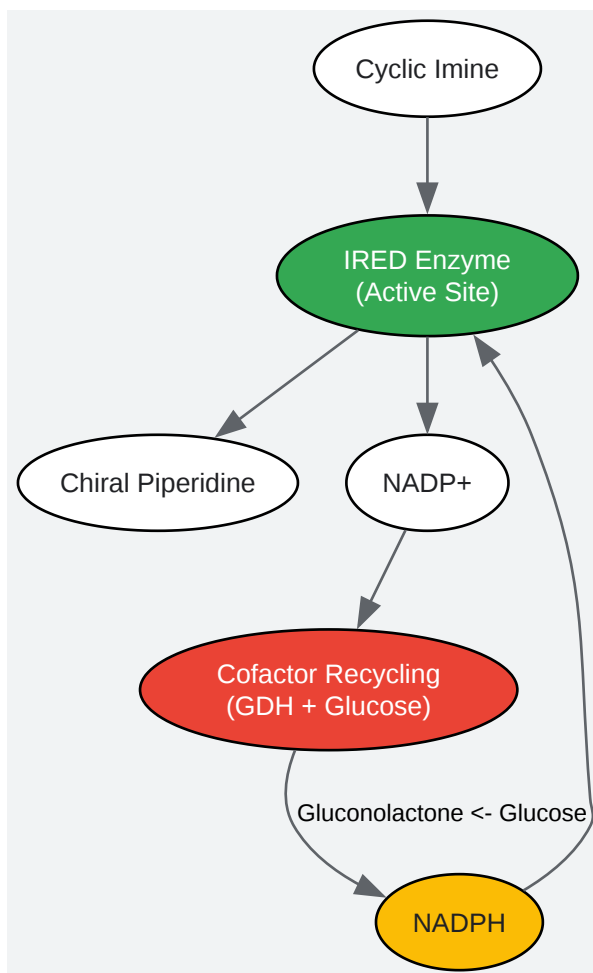 Cyclic Imine
IRED Enzyme
(Active Site)
Chiral Piperidine
NADP+
Cofactor Recycling
(GDH + Glucose)
Gluconolactone <- Glucose
NADPH